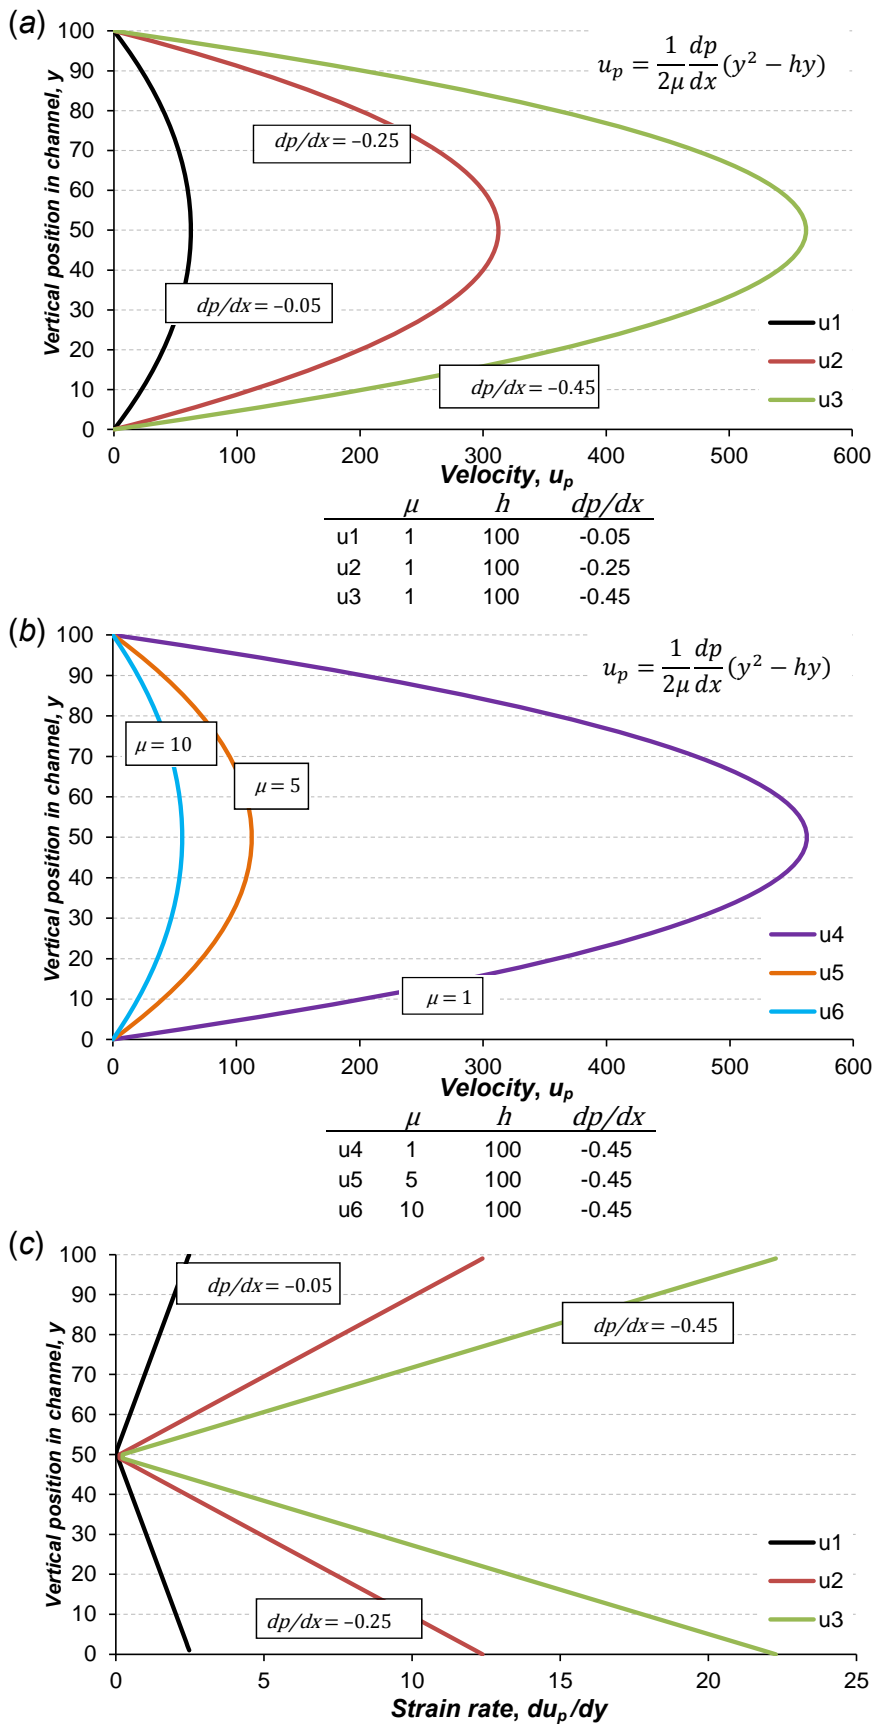 (a)
100
90
80
70
60
50
40
30
20
10
0
Vertical position in channel, y
u_p = \frac{1}{2μ} \frac{dp}{dx} (y² − hy)
dp/dx = –0.25
dp/dx = –0.05
dp/dx = –0.45
u1
u2
u3
0 100 200 300 400 500 600
Velocity, u_p
μ h dp/dx
u1 1 100 -0.05
u2 1 100 -0.25
u3 1 100 -0.45
(b)
100
90
80
70
60
50
40
30
20
10
0
Vertical position in channel, y
u_p = \frac{1}{2μ} \frac{dp}{dx} (y² − hy)
μ = 10
μ = 5
μ = 1
u4
u5
u6
0 100 200 300 400 500 600
Velocity, u_p
μ h dp/dx
u4 1 100 -0.45
u5 5 100 -0.45
u6 10 100 -0.45
(c)
100
90
80
70
60
50
40
30
20
10
0
Vertical position in channel, y
dp/dx = –0.05
dp/dx = –0.45
dp/dx = –0.25
u1
u2
u3
0 5 10 15 20 25
Strain rate, du_p/dy